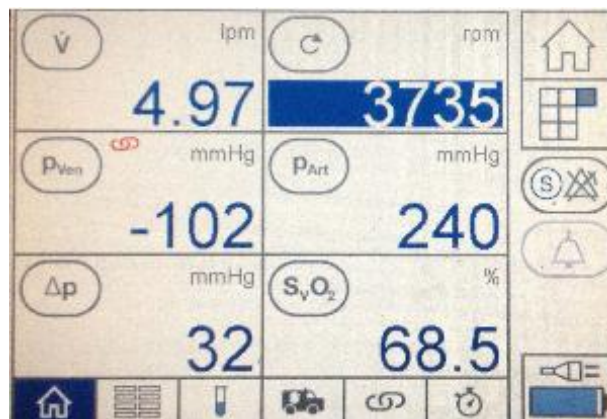 V̇ lpm
4.97
rpm
3735
pVen mmHg
-102
pArt mmHg
240
S
Δp mmHg
32
SvO₂ %
68.5